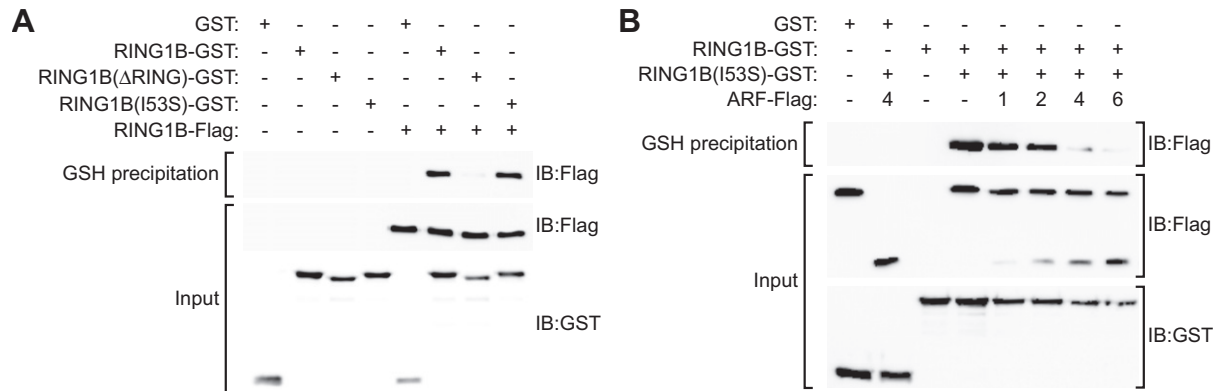 A
GST: + - - - + - - -
RING1B-GST: - + - - - + - -
RING1B(ΔRING)-GST: - - + - - - + -
RING1B(I53S)-GST: - - - + - - - +
RING1B-Flag: - - - - + + + +
GSH precipitation
IB:Flag
IB:Flag
Input
IB:GST
B
GST: + + - - - - - -
RING1B-GST: - - + + + + + +
RING1B(I53S)-GST: - + - + + + + +
ARF-Flag: - 4 - - 1 2 4 6
GSH precipitation
IB:Flag
IB:Flag
Input
IB:GST